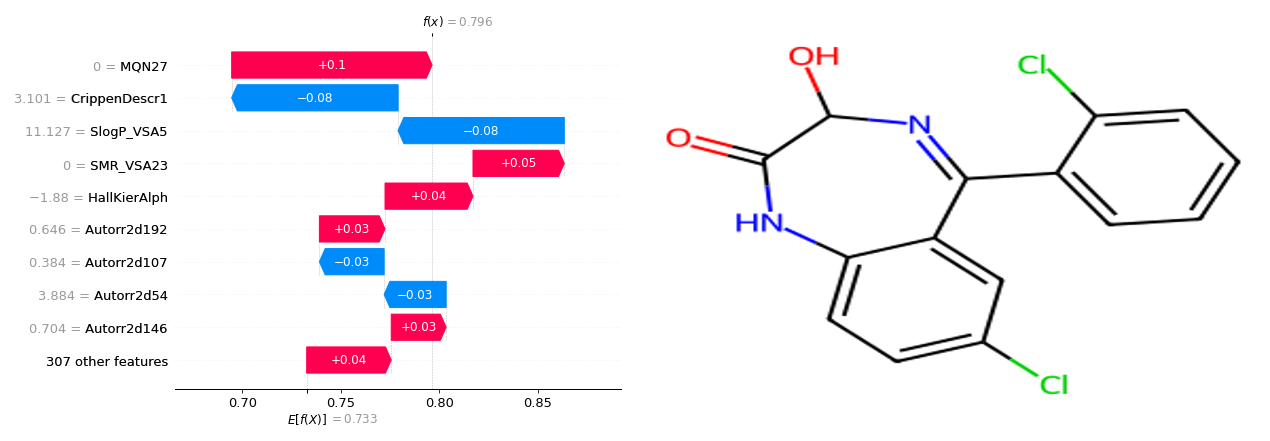 f(x) = 0.796
0 = MQN27
+0.1
3.101 = CrippenDescr1
−0.08
11.127 = SlogP_VSA5
−0.08
0 = SMR_VSA23
+0.05
−1.88 = HallKierAlph
+0.04
0.646 = Autorr2d192
+0.03
0.384 = Autorr2d107
−0.03
3.884 = Autorr2d54
−0.03
0.704 = Autorr2d146
+0.03
307 other features
+0.04
0.70 0.75 0.80 0.85
E[f(X)] = 0.733
OH
Cl
N
O
HN
Cl